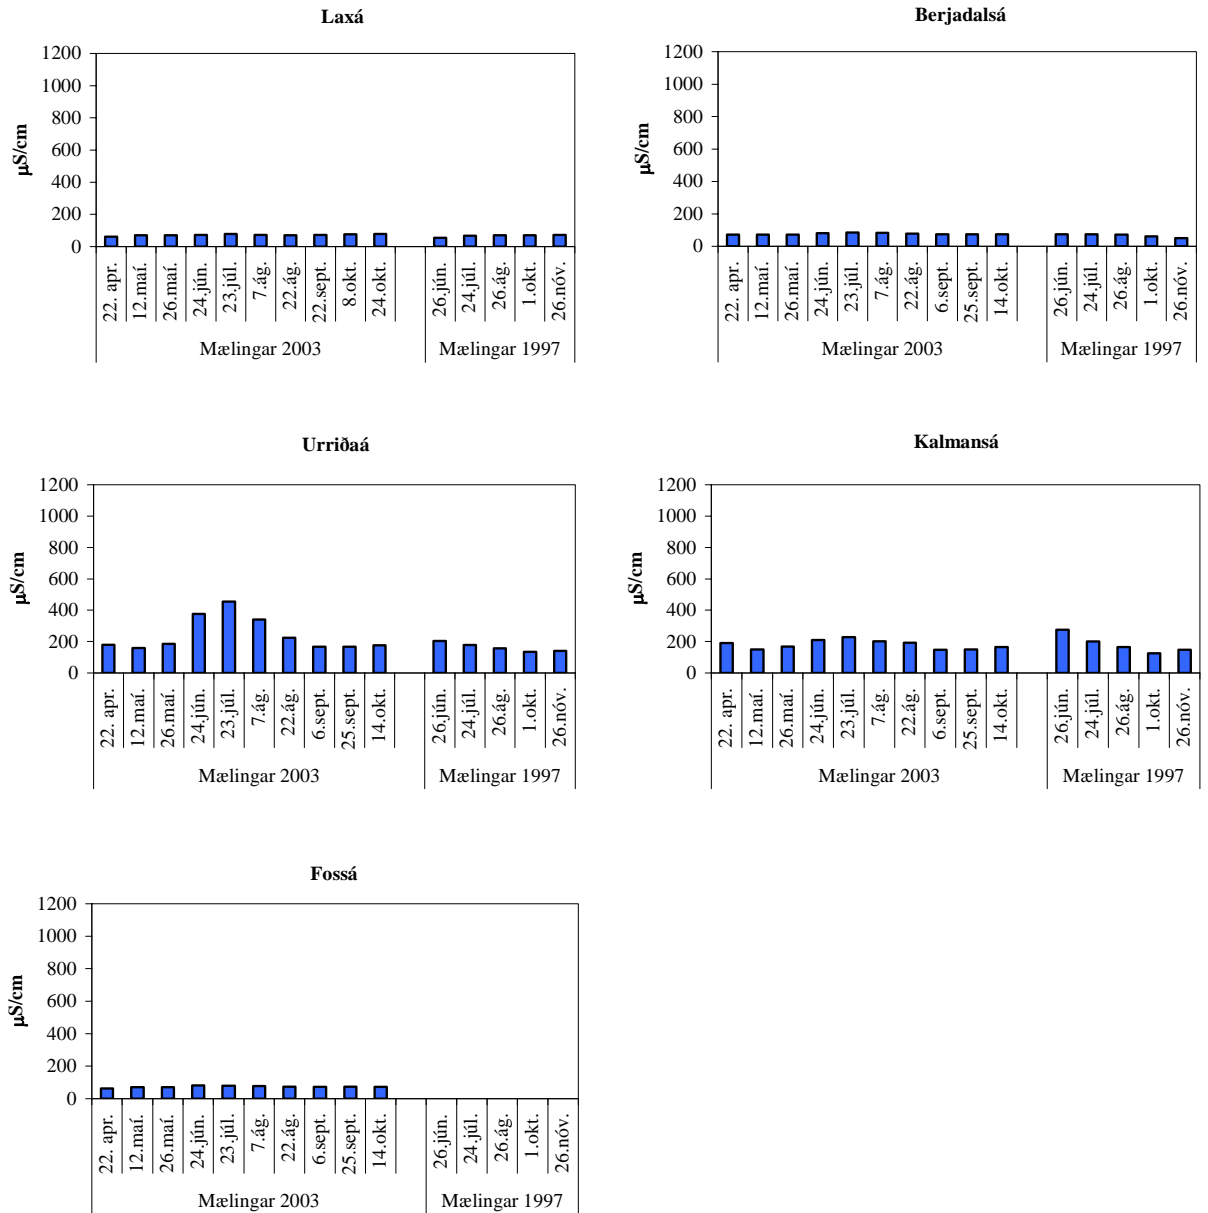 Laxá
1200
1000
800
600
400
200
0
µS/cm
22. apr.
12.maí.
26.maí.
24.jún.
23.júl.
7.ág.
22.ág.
22.sept.
8.okt.
24.okt.
26.jún.
24.júl.
26.ág.
1.okt.
26.nóv.
Mælingar 2003
Mælingar 1997
Berjadalsá
1200
1000
800
600
400
200
0
µS/cm
22. apr.
12.maí.
26.maí.
24.jún.
23.júl.
7.ág.
22.ág.
6.sept.
25.sept.
14.okt.
26.jún.
24.júl.
26.ág.
1.okt.
26.nóv.
Mælingar 2003
Mælingar 1997
Urriðaá
1200
1000
800
600
400
200
0
µS/cm
22. apr.
12.maí.
26.maí.
24.jún.
23.júl.
7.ág.
22.ág.
6.sept.
25.sept.
14.okt.
26.jún.
24.júl.
26.ág.
1.okt.
26.nóv.
Mælingar 2003
Mælingar 1997
Kalmansá
1200
1000
800
600
400
200
0
µS/cm
22. apr.
12.maí.
26.maí.
24.jún.
23.júl.
7.ág.
22.ág.
6.sept.
25.sept.
14.okt.
26.jún.
24.júl.
26.ág.
1.okt.
26.nóv.
Mælingar 2003
Mælingar 1997
Fossá
1200
1000
800
600
400
200
0
µS/cm
22. apr.
12.maí.
26.maí.
24.jún.
23.júl.
7.ág.
22.ág.
6.sept.
25.sept.
14.okt.
26.jún.
24.júl.
26.ág.
1.okt.
26.nóv.
Mælingar 2003
Mælingar 1997